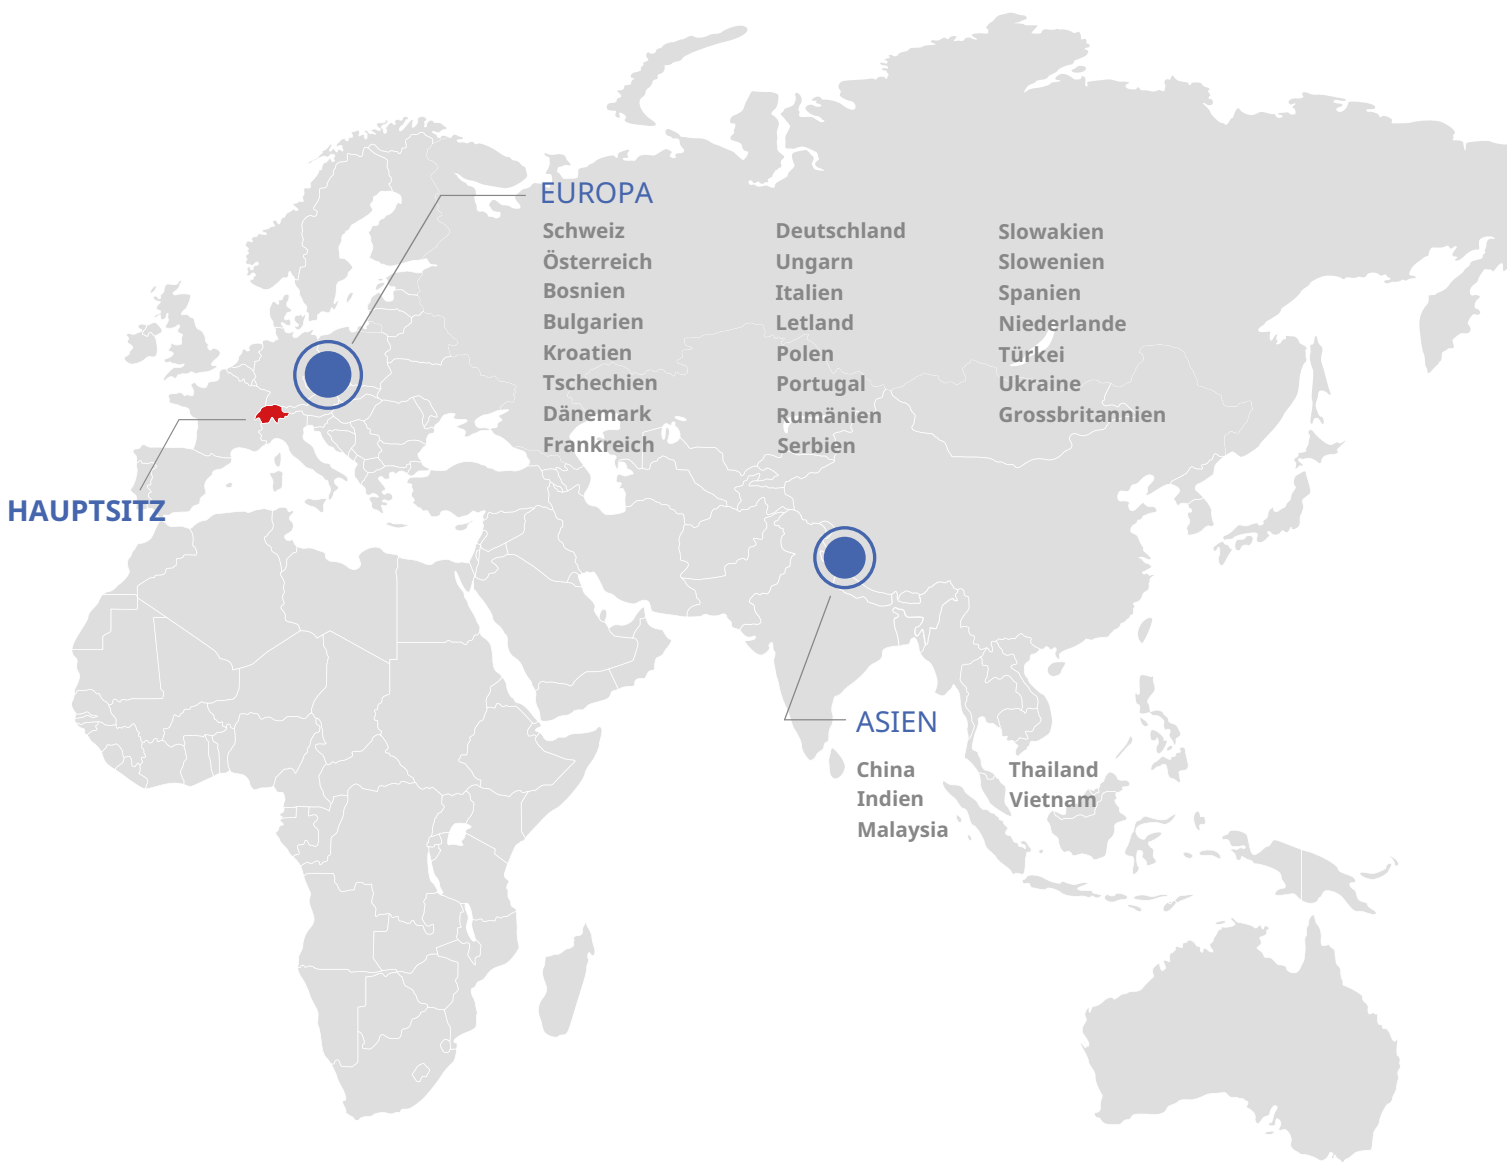 EUROPA
Schweiz
Österreich
Bosnien
Bulgarien
Kroatien
Tschechien
Dänemark
Frankreich
Deutschland
Ungarn
Italien
Letland
Polen
Portugal
Rumänien
Serbien
Slowakien
Slowenien
Spanien
Niederlande
Türkei
Ukraine
Grossbritannien
HAUPTSITZ
ASIEN
China
Indien
Malaysia
Thailand
Vietnam